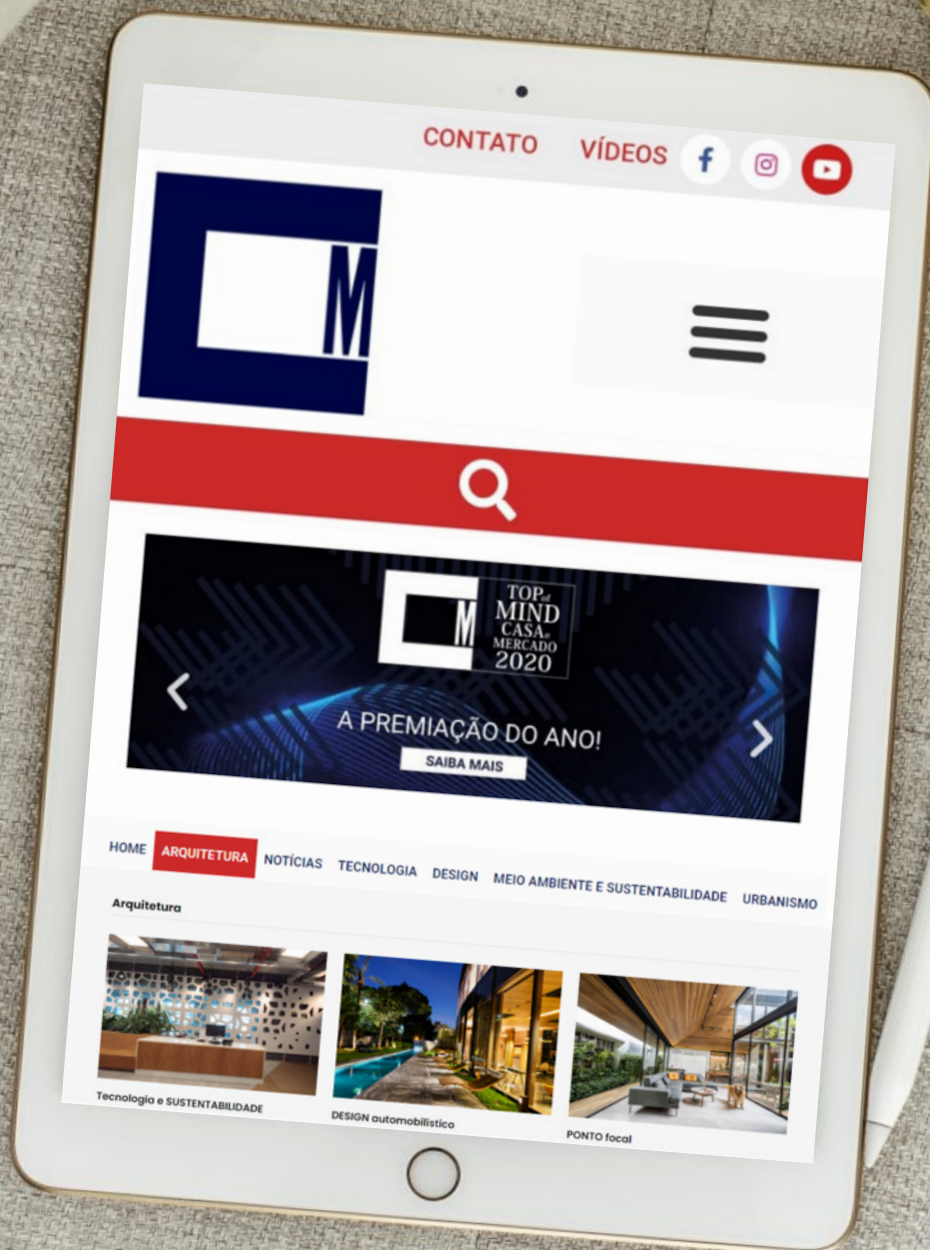 CONTATO VÍDEOS
M
TOP of
MIND
CASA e
MERCADO
2020
M
A PREMIAÇÃO DO ANO!
SAIBA MAIS
HOME ARQUITETURA NOTÍCIAS TECNOLOGIA DESIGN MEIO AMBIENTE E SUSTENTABILIDADE URBANISMO
Arquitetura
Tecnologia e SUSTENTABILIDADE
DESIGN automobilístico
PONTO focal